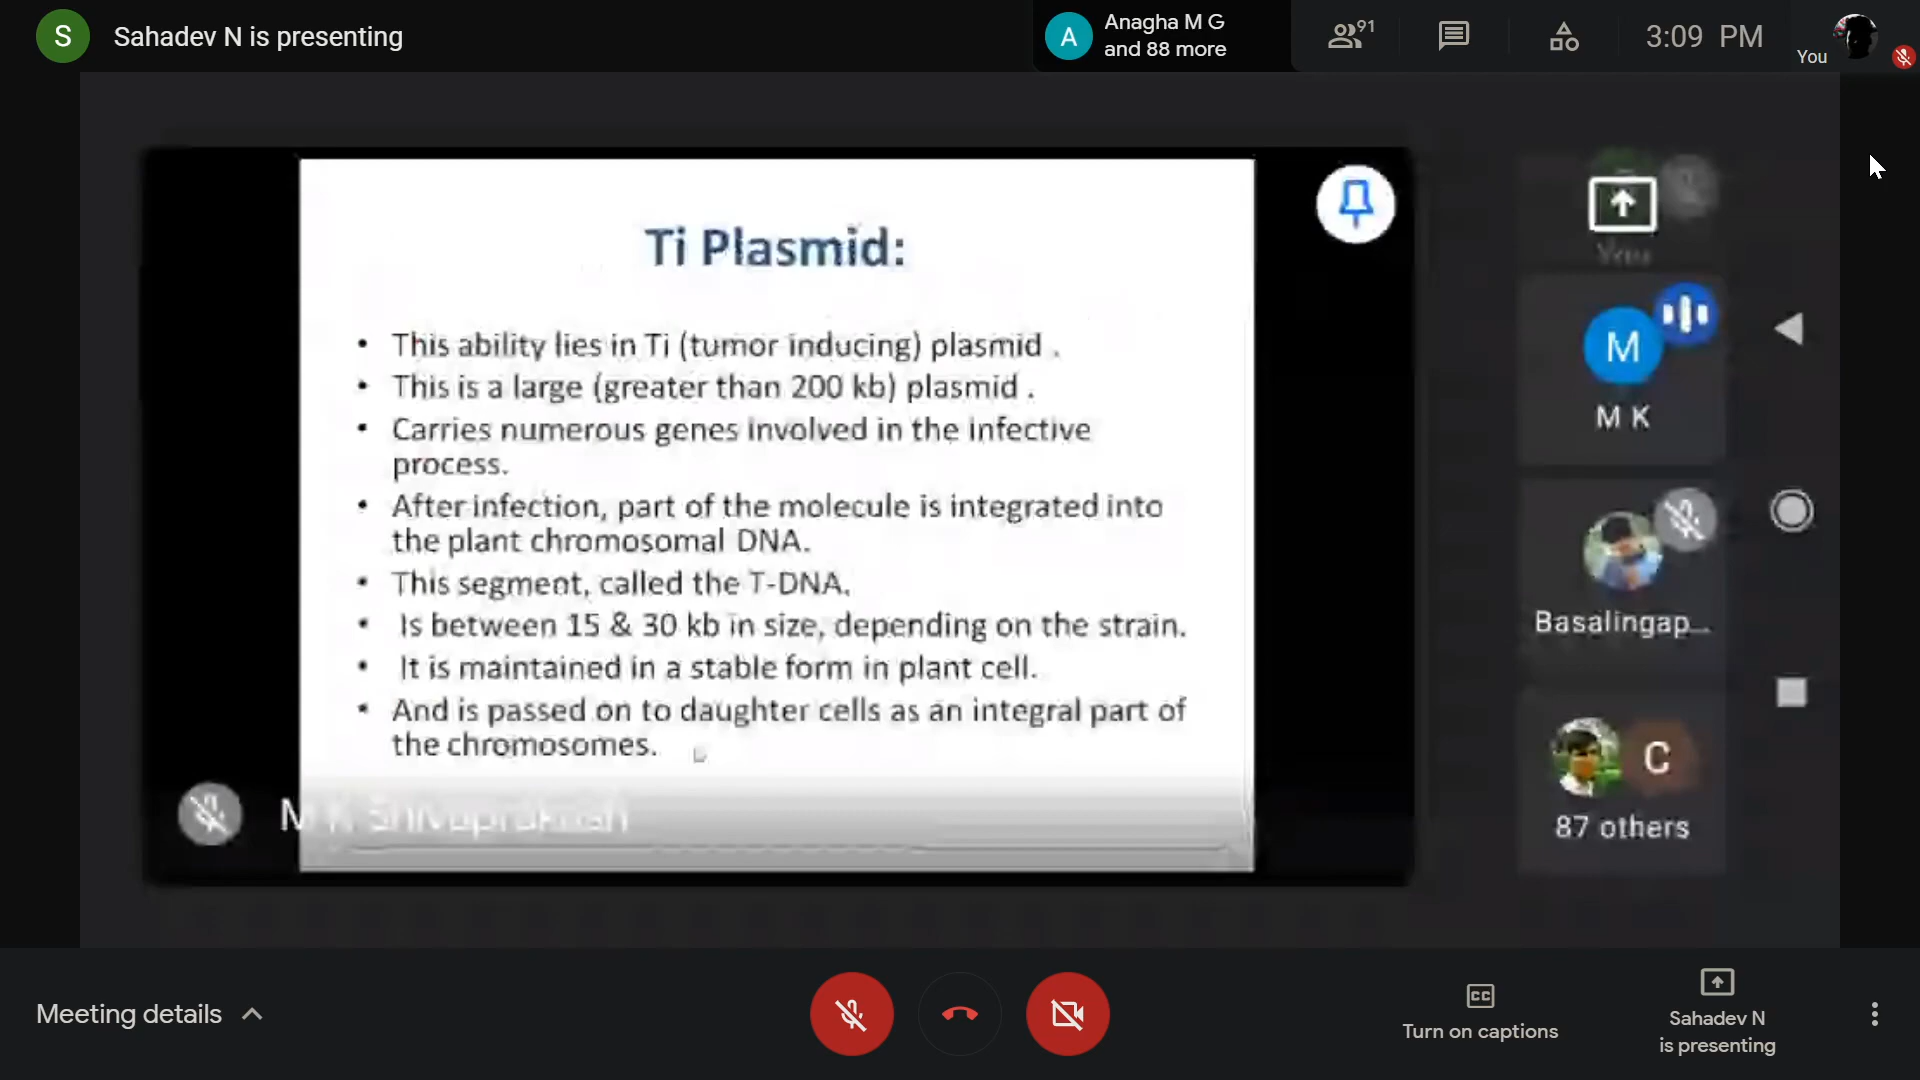 S
Sahadev N is presenting
A
Anagha M G
and 88 more
91
3:09 PM
You
Ti Plasmid:
• This ability lies in Ti (tumor inducing) plasmid .
• This is a large (greater than 200 kb) plasmid .
• Carries numerous genes involved in the infective
process.
• After infection, part of the molecule is integrated into
the plant chromosomal DNA.
• This segment, called the T-DNA.
• Is between 15 & 30 kb in size, depending on the strain.
• It is maintained in a stable form in plant cell.
• And is passed on to daughter cells as an integral part of
the chromosomes.
M K Shivaprakash
You
M
M K
Basalingap...
C
87 others
Meeting details
CC
Turn on captions
Sahadev N
is presenting